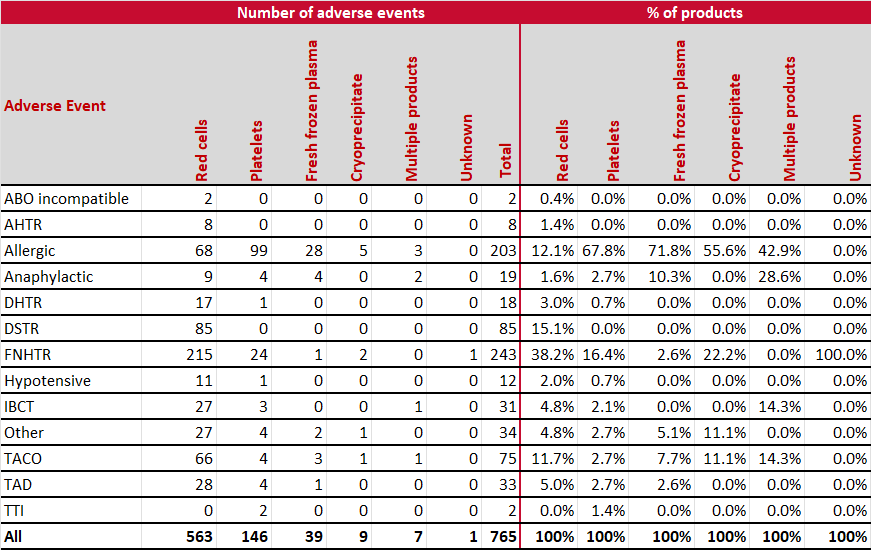 Number of adverse events % of products
Adverse Event Red cells Platelets Fresh frozen plasma Cryoprecipitate Multiple products Unknown Total Red cells Platelets Fresh frozen plasma Cryoprecipitate Multiple products Unknown
ABO incompatible 2 0 0 0 0 0 2 0.4% 0.0% 0.0% 0.0% 0.0% 0.0%
AHTR 8 0 0 0 0 0 8 1.4% 0.0% 0.0% 0.0% 0.0% 0.0%
Allergic 68 99 28 5 3 0 203 12.1% 67.8% 71.8% 55.6% 42.9% 0.0%
Anaphylactic 9 4 4 0 2 0 19 1.6% 2.7% 10.3% 0.0% 28.6% 0.0%
DHTR 17 1 0 0 0 0 18 3.0% 0.7% 0.0% 0.0% 0.0% 0.0%
DSTR 85 0 0 0 0 0 85 15.1% 0.0% 0.0% 0.0% 0.0% 0.0%
FNHTR 215 24 1 2 0 1 243 38.2% 16.4% 2.6% 22.2% 0.0% 100.0%
Hypotensive 11 1 0 0 0 0 12 2.0% 0.7% 0.0% 0.0% 0.0% 0.0%
IBCT 27 3 0 0 1 0 31 4.8% 2.1% 0.0% 0.0% 14.3% 0.0%
Other 27 4 2 1 0 0 34 4.8% 2.7% 5.1% 11.1% 0.0% 0.0%
TACO 66 4 3 1 1 0 75 11.7% 2.7% 7.7% 11.1% 14.3% 0.0%
TAD 28 4 1 0 0 0 33 5.0% 2.7% 2.6% 0.0% 0.0% 0.0%
TTI 0 2 0 0 0 0 2 0.0% 1.4% 0.0% 0.0% 0.0% 0.0%
All 563 146 39 9 7 1 765 100% 100% 100% 100% 100% 100%